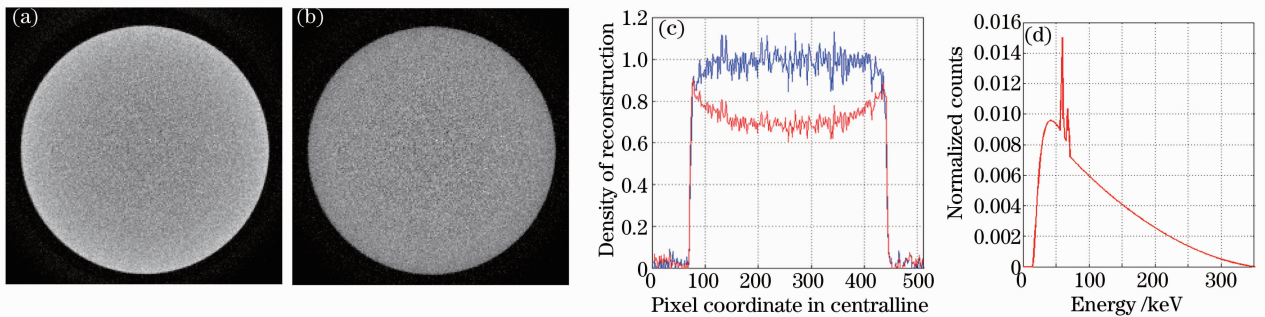 (a)
(b)
(c)
1.2
1.0
0.8
0.6
0.4
0.2
0
0 100 200 300 400 500
Density of reconstruction
Pixel coordinate in centralline
(d)
0.016
0.014
0.012
0.010
0.008
0.006
0.004
0.002
0
0 100 200 300
Normalized counts
Energy /keV